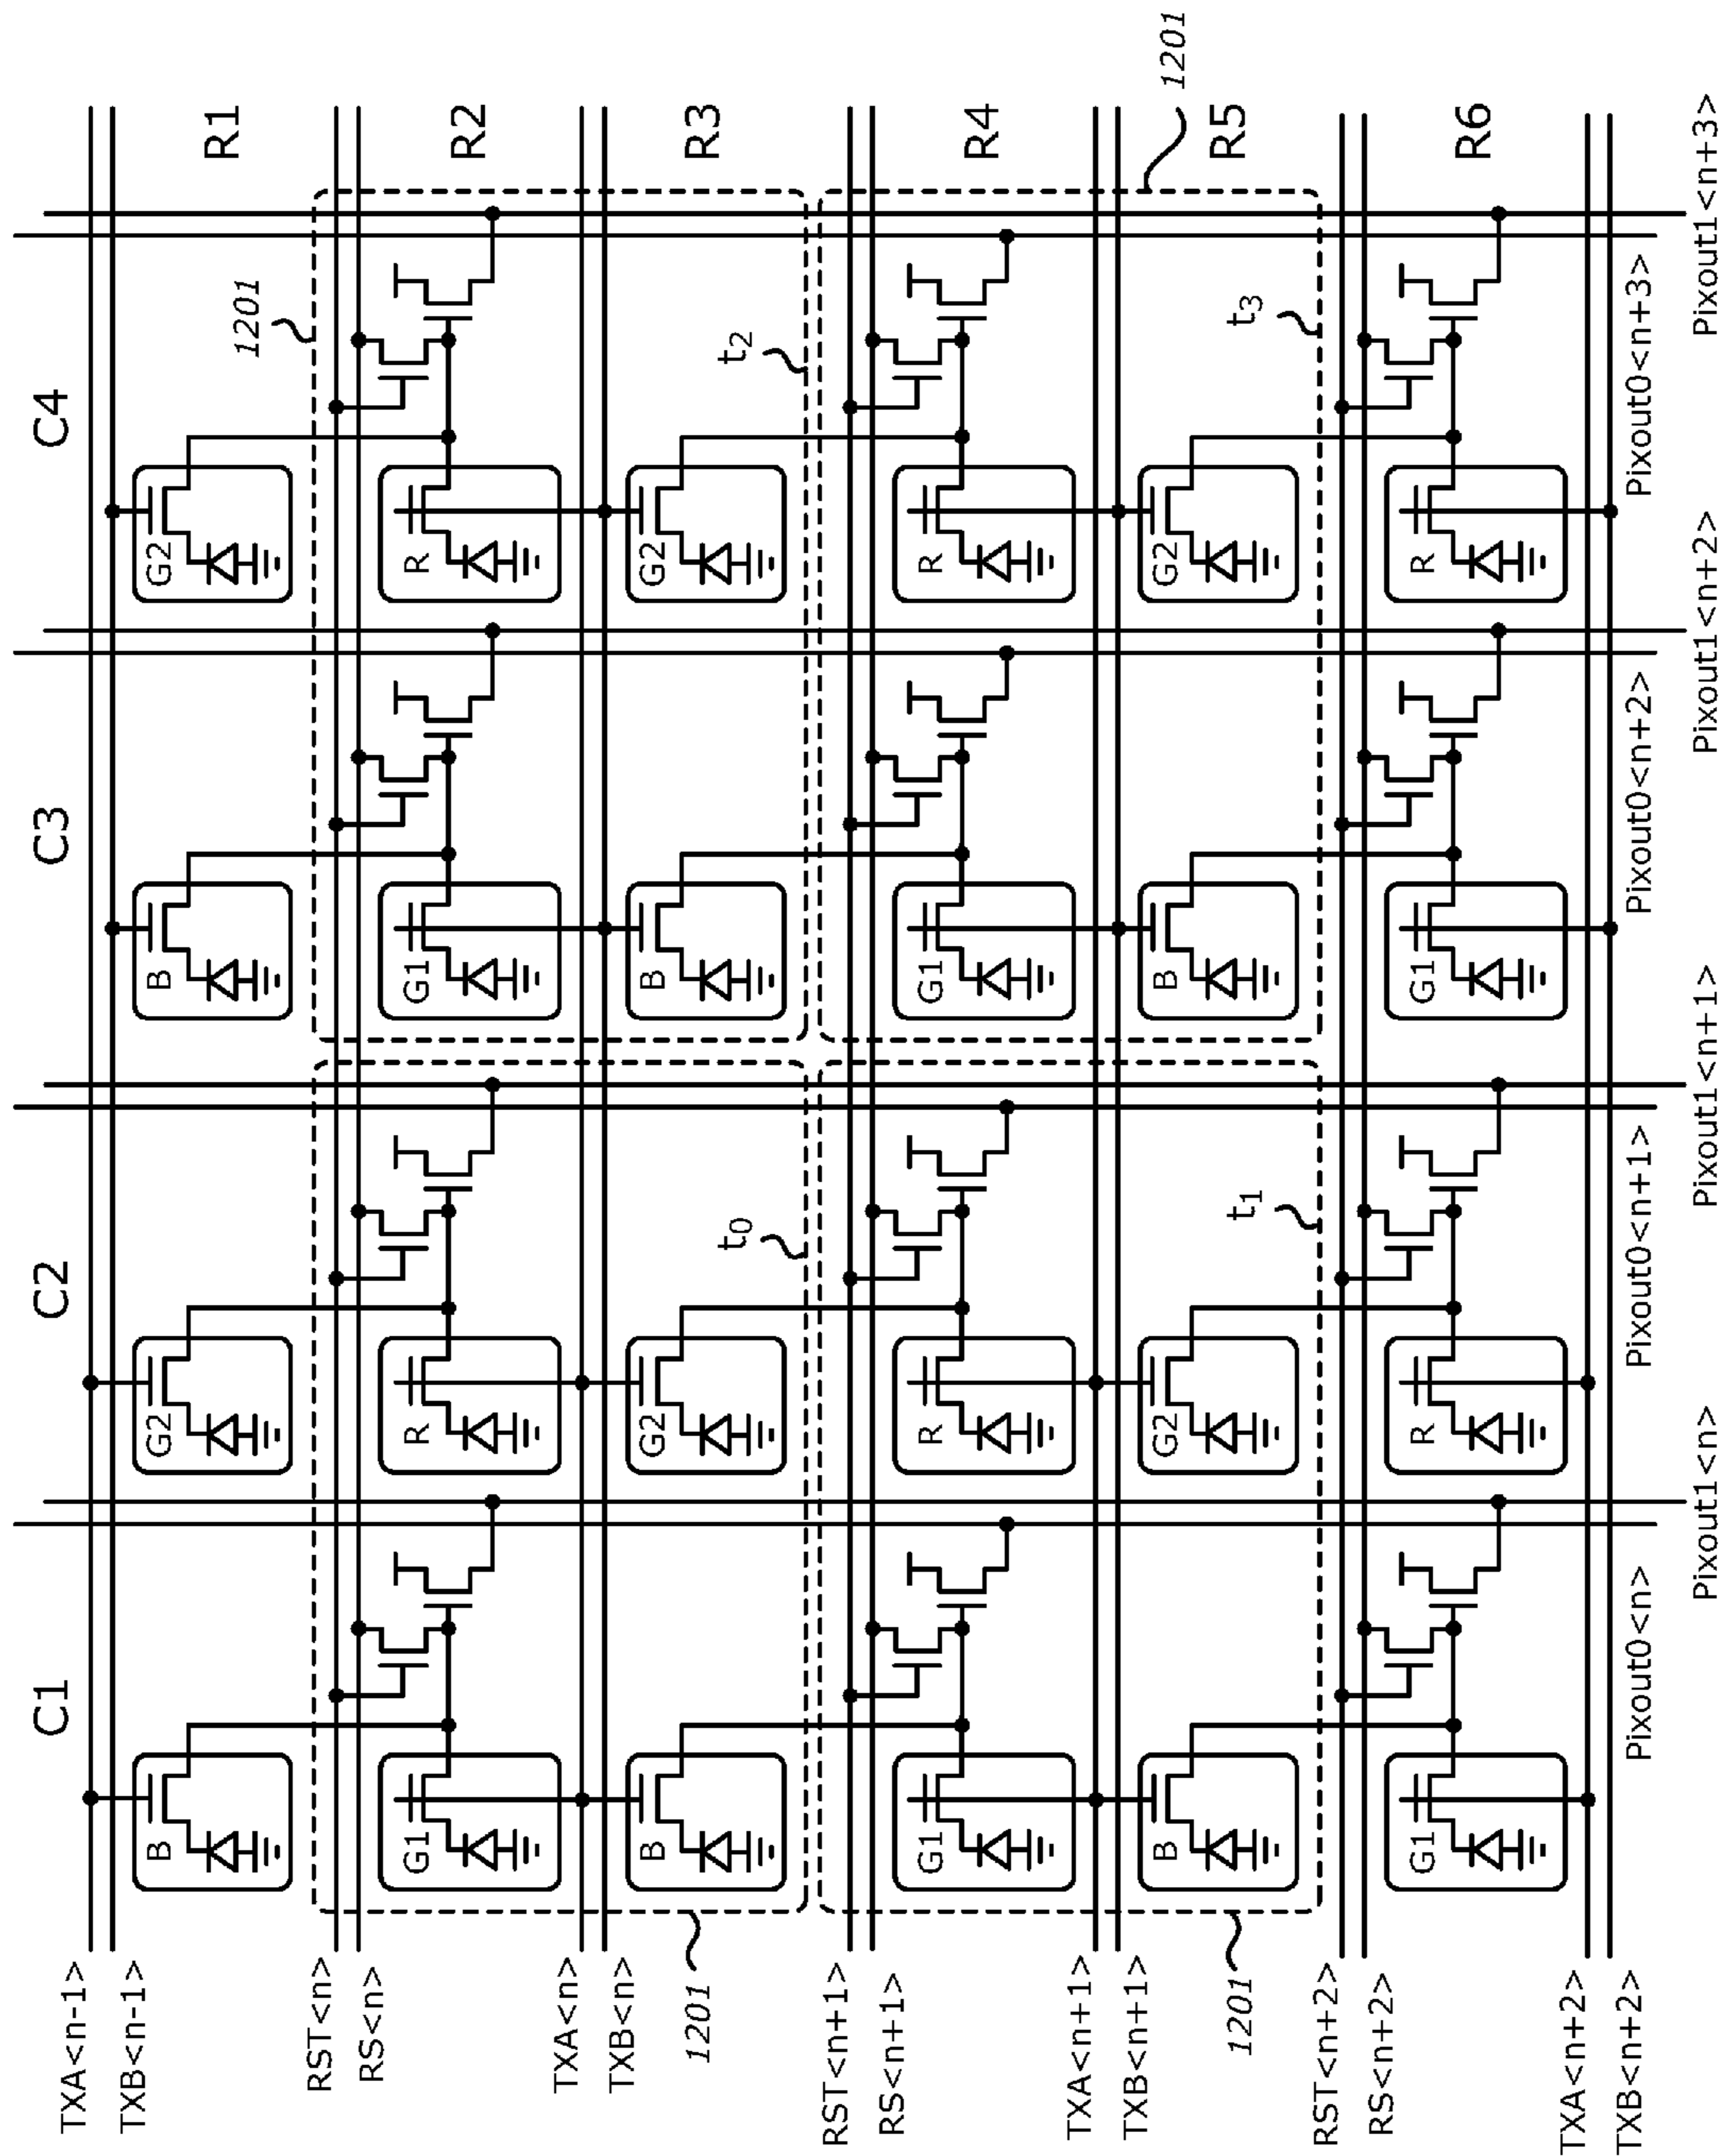 C1 C2 C3 C4
TXA<n-1>
TXB<n-1>
B G2 B G2 R1
1201
RST<n>
RS<n>
G1 R G1 R R2
TXA<n>
TXB<n>
B G2 B G2 R3
1201 t0 t2
RST<n+1>
RS<n+1>
G1 R G1 R R4
TXA<n+1>
TXB<n+1>
1201
B G2 B G2 R5
1201 t1 t3
RST<n+2>
RS<n+2>
G1 R G1 R R6
TXA<n+2>
TXB<n+2>
Pixout0<n> Pixout0<n+1> Pixout0<n+2> Pixout0<n+3>
Pixout1<n> Pixout1<n+1> Pixout1<n+2> Pixout1<n+3>